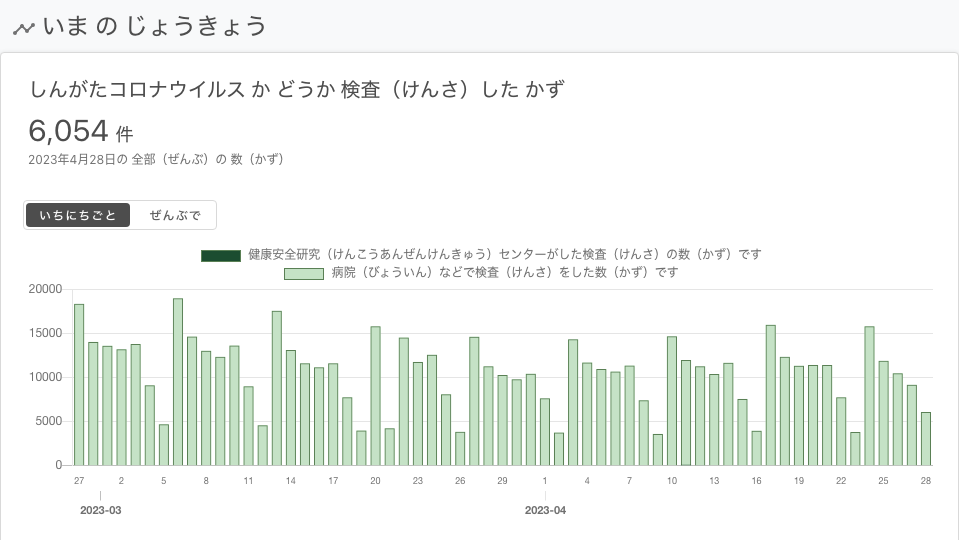 いま の じょうきょう
しんがたコロナウイルス か どうか 検査（けんさ）した かず
6,054 件
2023年4月28日の 全部（ぜんぶ）の 数（かず）
いちにちごと ぜんぶで
健康安全研究（けんこうあんぜんけんきゅう）センターがした検査（けんさ）の数（かず）です
病院（びょういん）などで検査（けんさ）をした数（かず）です
20000
15000
10000
5000
0
27 2 5 8 11 14 17 20 23 26 29 1 4 7 10 13 16 19 22 25 28
2023-03 2023-04